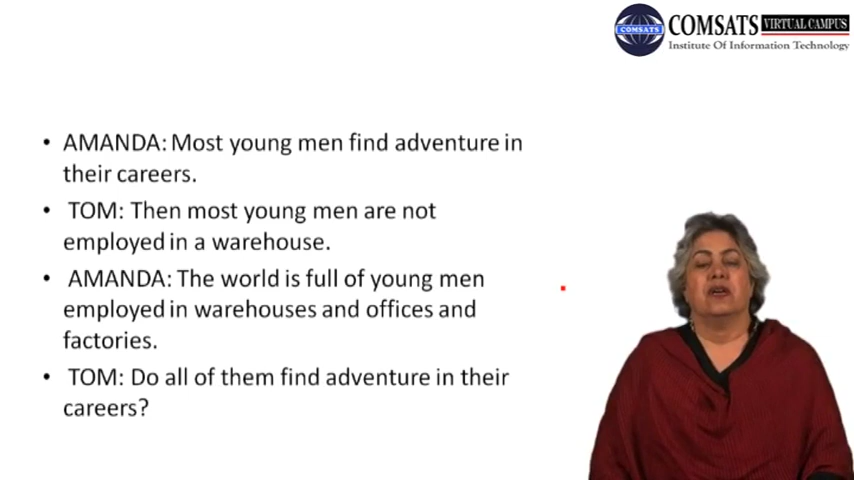 COMSATS VIRTUAL CAMPUS
COMSATS
Institute Of Information Technology
• AMANDA: Most young men find adventure in
their careers.
• TOM: Then most young men are not
employed in a warehouse.
• AMANDA: The world is full of young men
employed in warehouses and offices and
factories.
• TOM: Do all of them find adventure in their
careers?